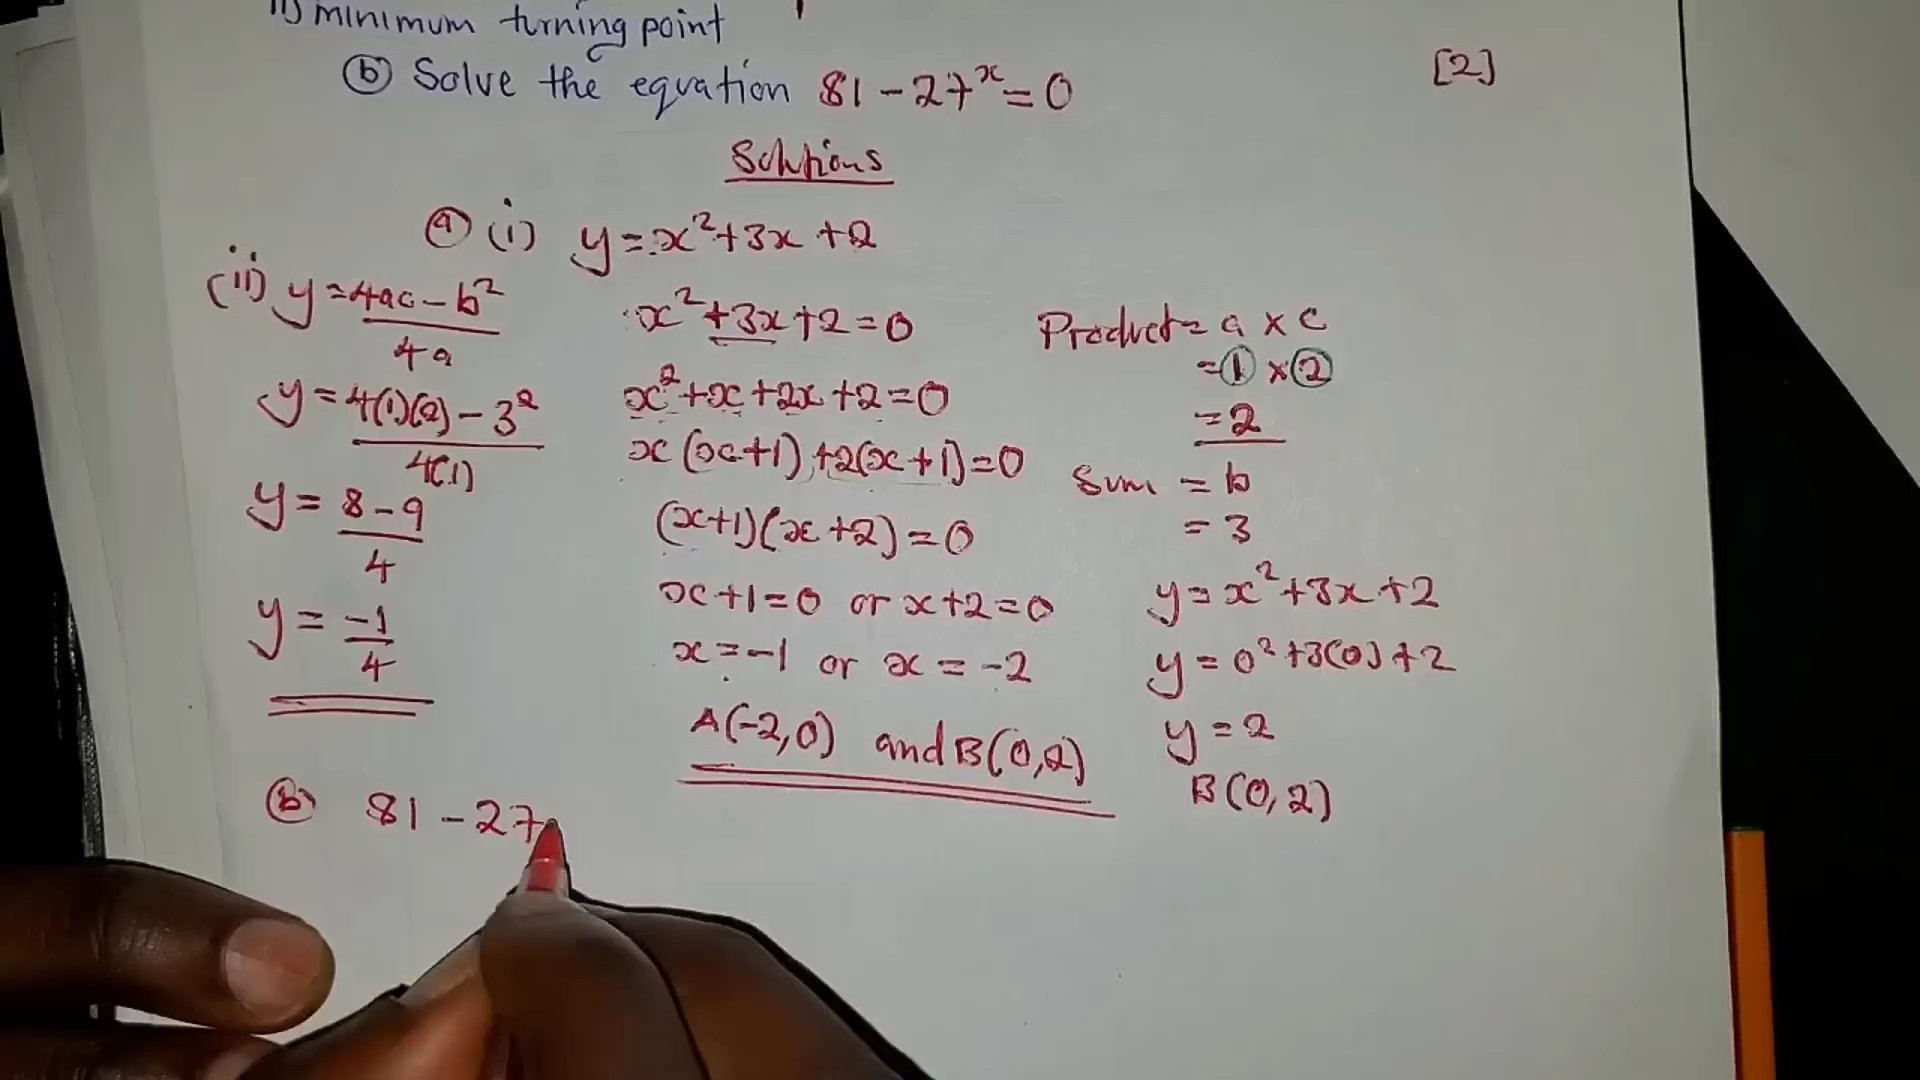 ii) minimum turning point
(b) Solve the equation 81 - 27^x = 0 [2]
Solutions
(a) (i) y = x² + 3x + 2
x² + 3x + 2 = 0
x² + x + 2x + 2 = 0
x(x+1) + 2(x+1) = 0
(x+1)(x+2) = 0
x+1 = 0 or x+2 = 0
x = -1 or x = -2
A(-2,0) and B(0,2)
Product = a × c
= 1 × 2
= 2
Sum = b
= 3
y = x² + 3x + 2
y = 0² + 3(0) + 2
y = 2
B(0,2)
(ii) y = 4ac - b² / 4a
y = 4(1)(2) - 3² / 4(1)
y = 8 - 9 / 4
y = -1 / 4
(b) 81 - 27